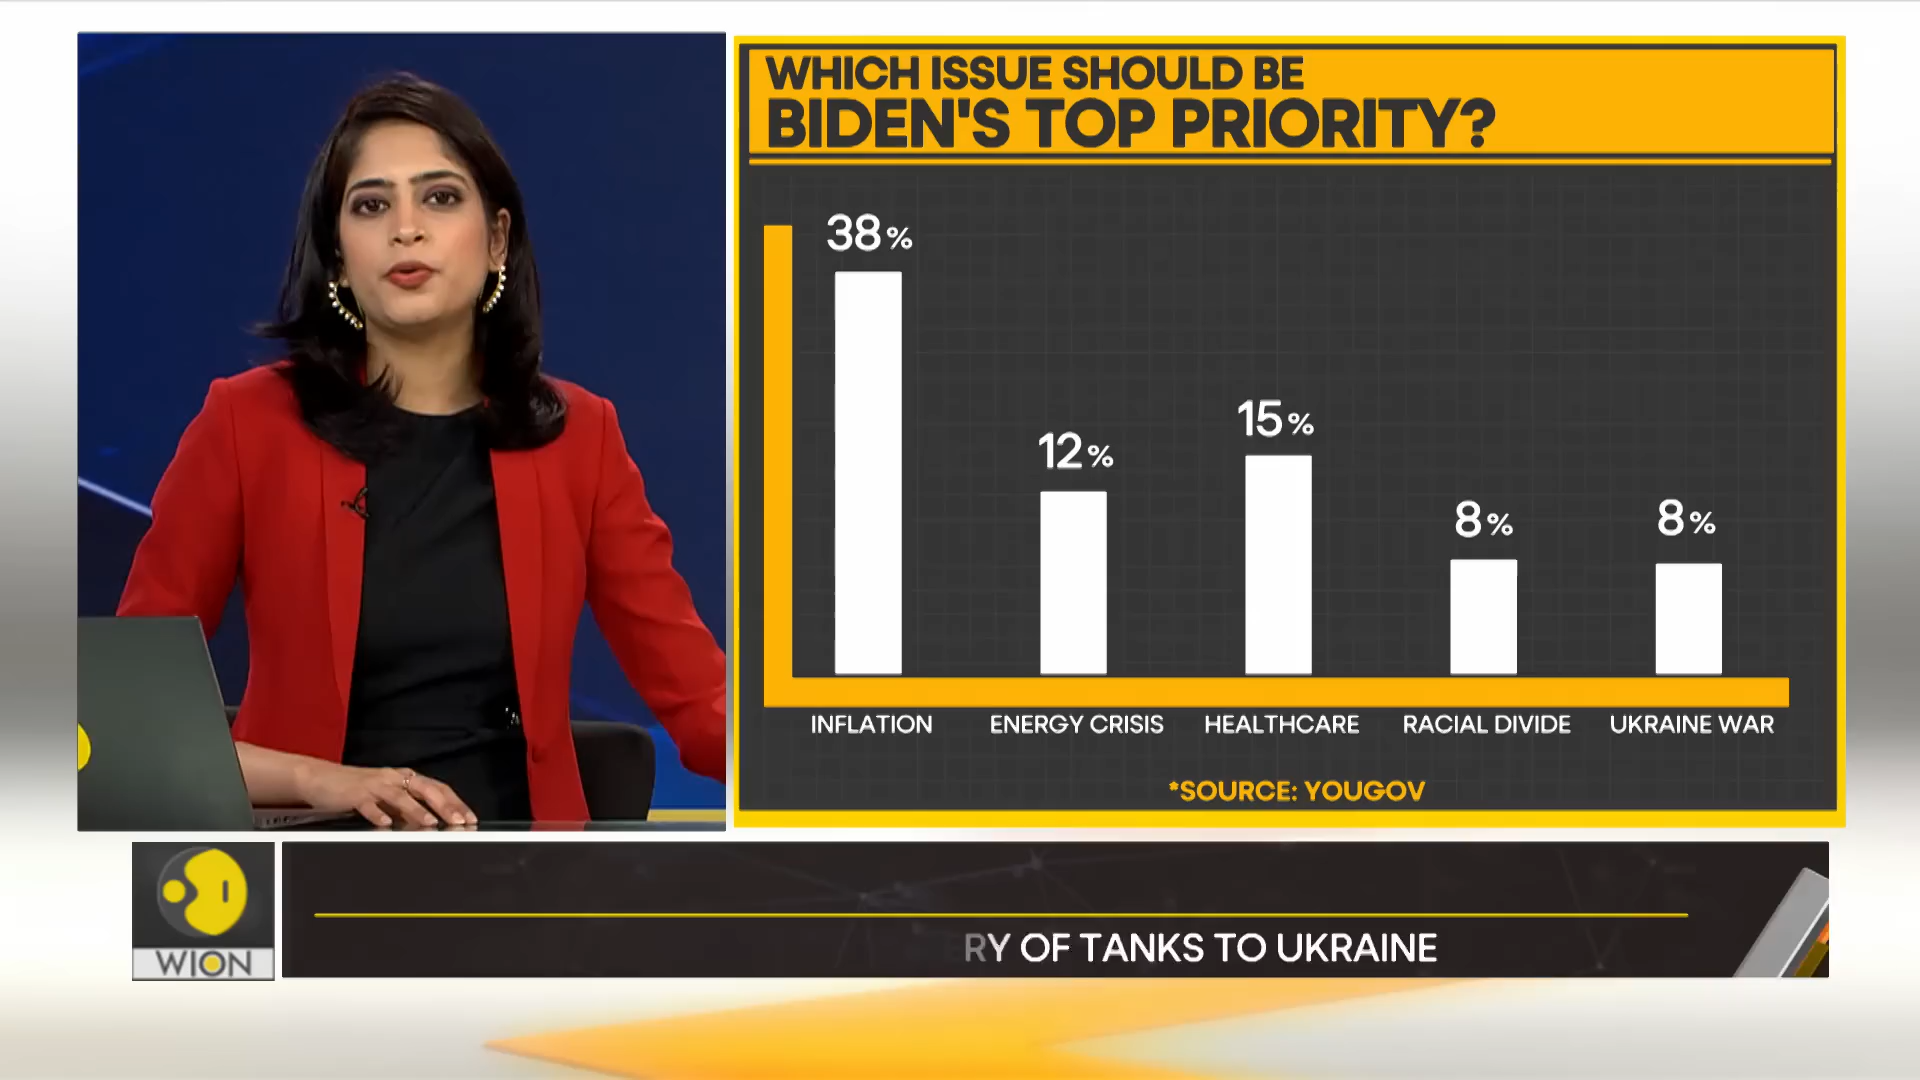 WHICH ISSUE SHOULD BE
BIDEN'S TOP PRIORITY?
38%
12%
15%
8%
8%
INFLATION
ENERGY CRISIS
HEALTHCARE
RACIAL DIVIDE
UKRAINE WAR
*SOURCE: YOUGOV
WION
RY OF TANKS TO UKRAINE